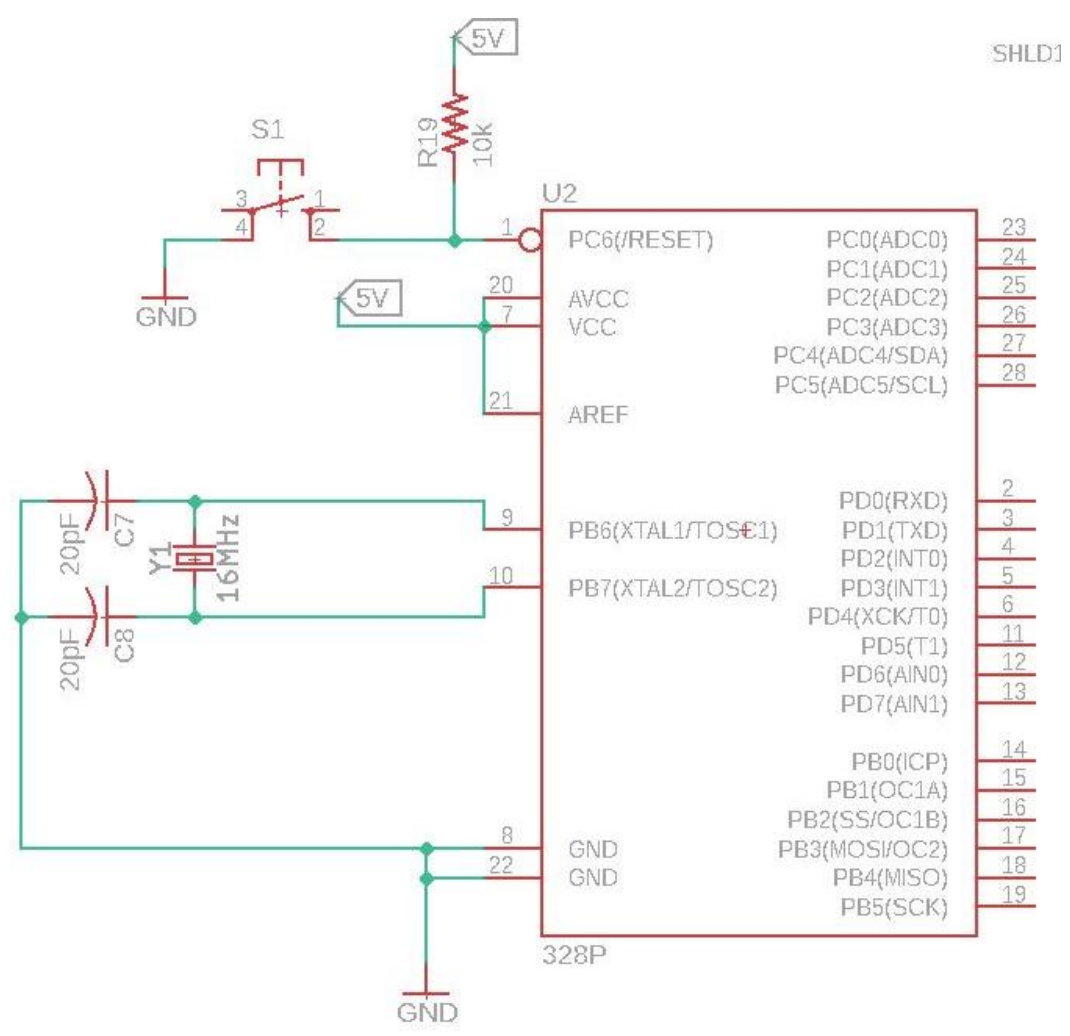 5V
SHLD1
R19
10k
S1
3
1
4
2
GND
U2
1
PC6(/RESET)
PC0(ADC0)
23
PC1(ADC1)
24
5V
20
AVCC
PC2(ADC2)
25
7
VCC
PC3(ADC3)
26
PC4(ADC4/SDA)
27
PC5(ADC5/SCL)
28
21
AREF
20pF
C7
Y1
16MHz
20pF
C8
PD0(RXD)
2
9
PB6(XTAL1/TOSC1)
PD1(TXD)
3
PD2(INT0)
4
10
PB7(XTAL2/TOSC2)
PD3(INT1)
5
PD4(XCK/T0)
6
PD5(T1)
11
PD6(AIN0)
12
PD7(AIN1)
13
PB0(ICP)
14
PB1(OC1A)
15
PB2(SS/OC1B)
16
8
GND
PB3(MOSI/OC2)
17
22
GND
PB4(MISO)
18
PB5(SCK)
19
328P
GND